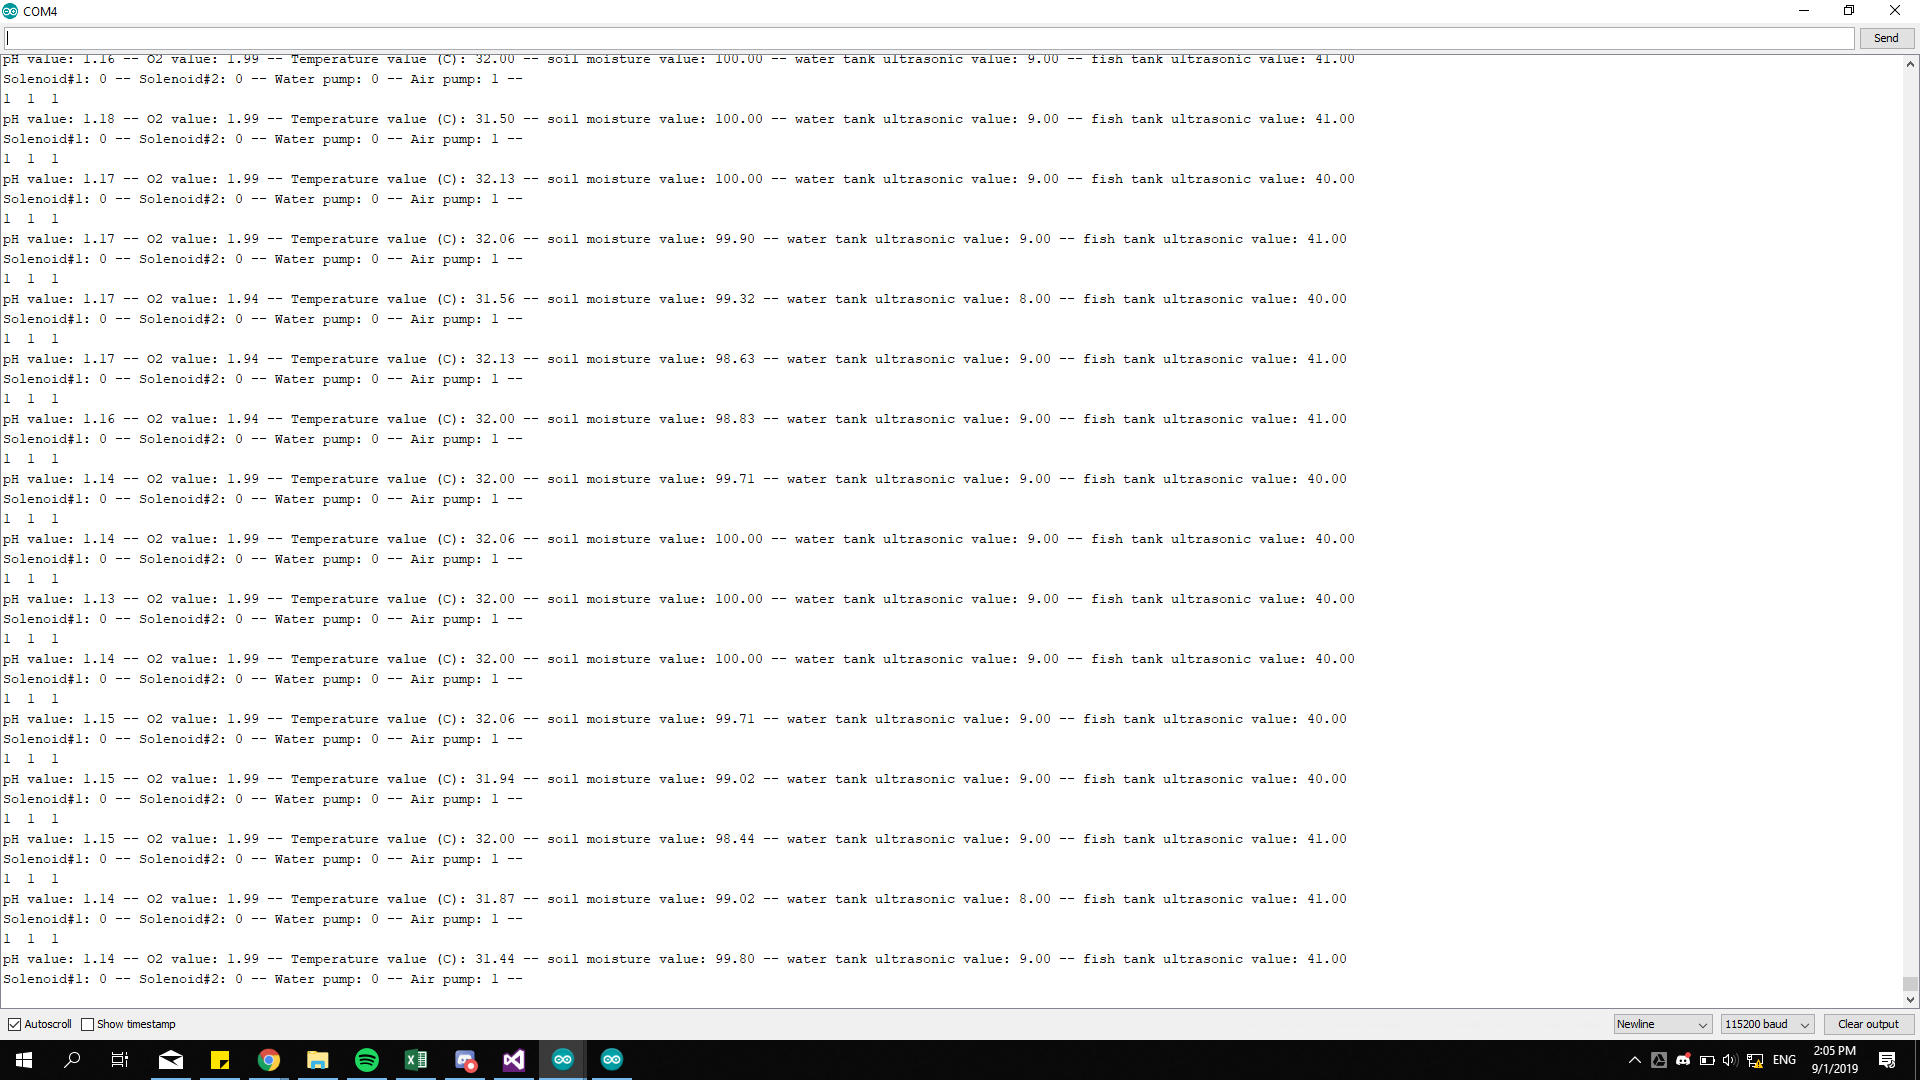 COM4
Send
pH value: 1.16 -- O2 value: 1.99 -- Temperature value (C): 32.00 -- soil moisture value: 100.00 -- water tank ultrasonic value: 9.00 -- fish tank ultrasonic value: 41.00
Solenoid#1: 0 -- Solenoid#2: 0 -- Water pump: 0 -- Air pump: 1 --
1  1  1
pH value: 1.18 -- O2 value: 1.99 -- Temperature value (C): 31.50 -- soil moisture value: 100.00 -- water tank ultrasonic value: 9.00 -- fish tank ultrasonic value: 41.00
Solenoid#1: 0 -- Solenoid#2: 0 -- Water pump: 0 -- Air pump: 1 --
1  1  1
pH value: 1.17 -- O2 value: 1.99 -- Temperature value (C): 32.13 -- soil moisture value: 100.00 -- water tank ultrasonic value: 9.00 -- fish tank ultrasonic value: 40.00
Solenoid#1: 0 -- Solenoid#2: 0 -- Water pump: 0 -- Air pump: 1 --
1  1  1
pH value: 1.17 -- O2 value: 1.99 -- Temperature value (C): 32.06 -- soil moisture value: 99.90 -- water tank ultrasonic value: 9.00 -- fish tank ultrasonic value: 41.00
Solenoid#1: 0 -- Solenoid#2: 0 -- Water pump: 0 -- Air pump: 1 --
1  1  1
pH value: 1.17 -- O2 value: 1.94 -- Temperature value (C): 31.56 -- soil moisture value: 99.32 -- water tank ultrasonic value: 8.00 -- fish tank ultrasonic value: 40.00
Solenoid#1: 0 -- Solenoid#2: 0 -- Water pump: 0 -- Air pump: 1 --
1  1  1
pH value: 1.17 -- O2 value: 1.94 -- Temperature value (C): 32.13 -- soil moisture value: 98.63 -- water tank ultrasonic value: 9.00 -- fish tank ultrasonic value: 41.00
Solenoid#1: 0 -- Solenoid#2: 0 -- Water pump: 0 -- Air pump: 1 --
1  1  1
pH value: 1.16 -- O2 value: 1.94 -- Temperature value (C): 32.00 -- soil moisture value: 98.83 -- water tank ultrasonic value: 9.00 -- fish tank ultrasonic value: 41.00
Solenoid#1: 0 -- Solenoid#2: 0 -- Water pump: 0 -- Air pump: 1 --
1  1  1
pH value: 1.14 -- O2 value: 1.99 -- Temperature value (C): 32.00 -- soil moisture value: 99.71 -- water tank ultrasonic value: 9.00 -- fish tank ultrasonic value: 40.00
Solenoid#1: 0 -- Solenoid#2: 0 -- Water pump: 0 -- Air pump: 1 --
1  1  1
pH value: 1.14 -- O2 value: 1.99 -- Temperature value (C): 32.06 -- soil moisture value: 100.00 -- water tank ultrasonic value: 9.00 -- fish tank ultrasonic value: 40.00
Solenoid#1: 0 -- Solenoid#2: 0 -- Water pump: 0 -- Air pump: 1 --
1  1  1
pH value: 1.13 -- O2 value: 1.99 -- Temperature value (C): 32.00 -- soil moisture value: 100.00 -- water tank ultrasonic value: 9.00 -- fish tank ultrasonic value: 40.00
Solenoid#1: 0 -- Solenoid#2: 0 -- Water pump: 0 -- Air pump: 1 --
1  1  1
pH value: 1.14 -- O2 value: 1.99 -- Temperature value (C): 32.00 -- soil moisture value: 100.00 -- water tank ultrasonic value: 9.00 -- fish tank ultrasonic value: 40.00
Solenoid#1: 0 -- Solenoid#2: 0 -- Water pump: 0 -- Air pump: 1 --
1  1  1
pH value: 1.15 -- O2 value: 1.99 -- Temperature value (C): 32.06 -- soil moisture value: 99.71 -- water tank ultrasonic value: 9.00 -- fish tank ultrasonic value: 40.00
Solenoid#1: 0 -- Solenoid#2: 0 -- Water pump: 0 -- Air pump: 1 --
1  1  1
pH value: 1.15 -- O2 value: 1.99 -- Temperature value (C): 31.94 -- soil moisture value: 99.02 -- water tank ultrasonic value: 9.00 -- fish tank ultrasonic value: 40.00
Solenoid#1: 0 -- Solenoid#2: 0 -- Water pump: 0 -- Air pump: 1 --
1  1  1
pH value: 1.15 -- O2 value: 1.99 -- Temperature value (C): 32.00 -- soil moisture value: 98.44 -- water tank ultrasonic value: 9.00 -- fish tank ultrasonic value: 41.00
Solenoid#1: 0 -- Solenoid#2: 0 -- Water pump: 0 -- Air pump: 1 --
1  1  1
pH value: 1.14 -- O2 value: 1.99 -- Temperature value (C): 31.87 -- soil moisture value: 99.02 -- water tank ultrasonic value: 8.00 -- fish tank ultrasonic value: 41.00
Solenoid#1: 0 -- Solenoid#2: 0 -- Water pump: 0 -- Air pump: 1 --
1  1  1
pH value: 1.14 -- O2 value: 1.99 -- Temperature value (C): 31.44 -- soil moisture value: 99.80 -- water tank ultrasonic value: 9.00 -- fish tank ultrasonic value: 41.00
Solenoid#1: 0 -- Solenoid#2: 0 -- Water pump: 0 -- Air pump: 1 --
Autoscroll Show timestamp Newline 115200 baud Clear output
ENG 2:05 PM
9/1/2019